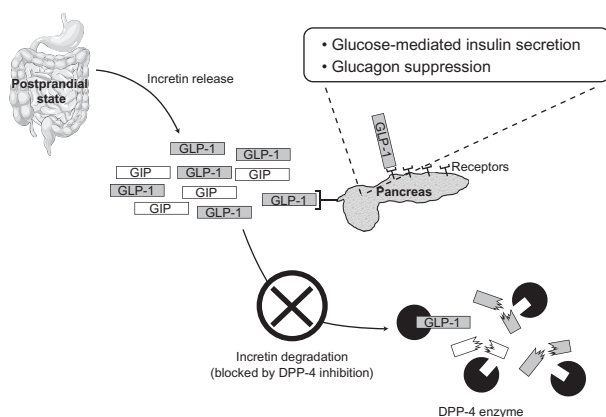 • Glucose-mediated insulin secretion
• Glucagon suppression
Postprandial
state
Incretin release
GLP-1
GLP-1
GIP
GLP-1
GIP
GLP-1
GIP
GIP
GLP-1
GLP-1
GLP-1
Receptors
Pancreas
GLP-1
Incretin degradation
(blocked by DPP-4 inhibition)
DPP-4 enzyme